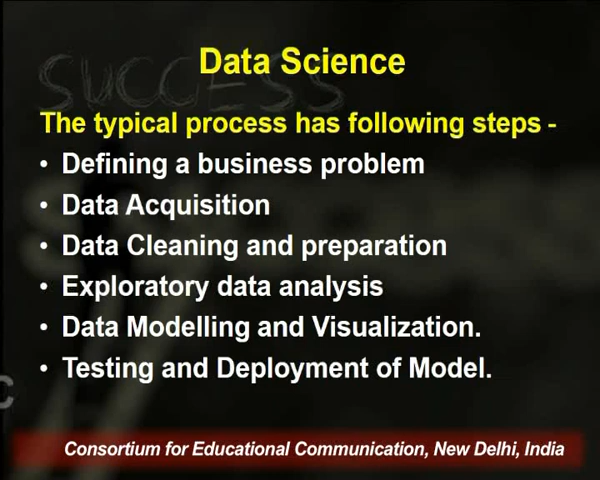 SUCCESS
Data Science
The typical process has following steps -
• Defining a business problem
• Data Acquisition
• Data Cleaning and preparation
• Exploratory data analysis
• Data Modelling and Visualization.
• Testing and Deployment of Model.
Consortium for Educational Communication, New Delhi, India